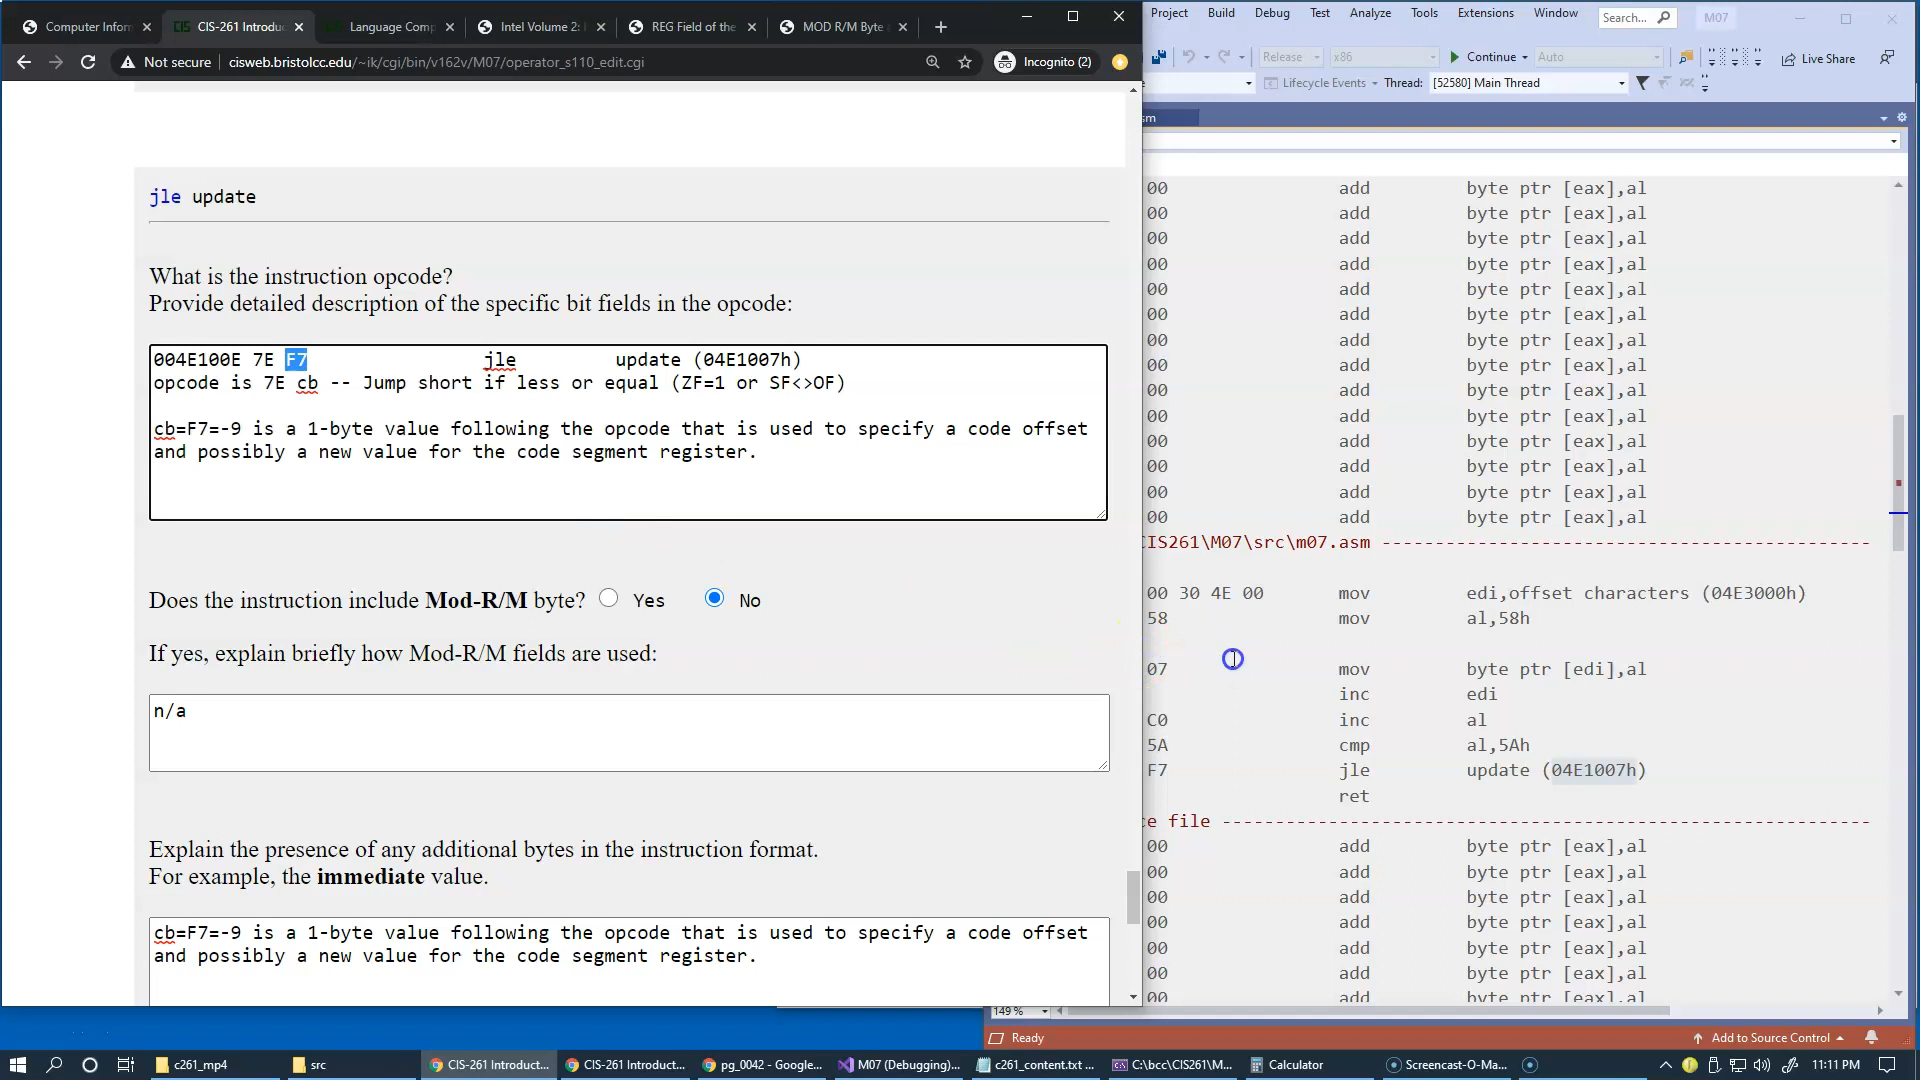 Computer Inforn
CIS-261 Introduc
Language Comp
Intel Volume 2:
REG Field of the
MOD R/M Byte
Not secure
cisweb.bristolcc.edu/~ik/cgi/bin/v162v/M07/operator_s110_edit.cgi
Incognito (2)
jle update
What is the instruction opcode?
Provide detailed description of the specific bit fields in the opcode:
004E100E 7E F7 jle update (04E1007h)
opcode is 7E cb -- Jump short if less or equal (ZF=1 or SF<>OF)
cb=F7=-9 is a 1-byte value following the opcode that is used to specify a code offset
and possibly a new value for the code segment register.
Does the instruction include Mod-R/M byte? Yes No
If yes, explain briefly how Mod-R/M fields are used:
n/a
Explain the presence of any additional bytes in the instruction format.
For example, the immediate value.
cb=F7=-9 is a 1-byte value following the opcode that is used to specify a code offset
and possibly a new value for the code segment register.
Project Build Debug Test Analyze Tools Extensions Window Search... M07
Release x86 Continue Auto Live Share
Lifecycle Events Thread: [52580] Main Thread
sm
00 add byte ptr [eax],al
00 add byte ptr [eax],al
00 add byte ptr [eax],al
00 add byte ptr [eax],al
00 add byte ptr [eax],al
00 add byte ptr [eax],al
00 add byte ptr [eax],al
00 add byte ptr [eax],al
00 add byte ptr [eax],al
00 add byte ptr [eax],al
00 add byte ptr [eax],al
00 add byte ptr [eax],al
00 add byte ptr [eax],al
00 add byte ptr [eax],al
CIS261\M07\src\m07.asm --------------------------------------------
00 30 4E 00 mov edi,offset characters (04E3000h)
58 mov al,58h
07 mov byte ptr [edi],al
inc edi
C0 inc al
5A cmp al,5Ah
F7 jle update (04E1007h)
ret
ce file ----------------------------------------------------------
00 add byte ptr [eax],al
00 add byte ptr [eax],al
00 add byte ptr [eax],al
00 add byte ptr [eax],al
00 add byte ptr [eax],al
00 add byte ptr [eax],al
00 add byte ptr [eax],al
149 %
Ready
Add to Source Control
c261_mp4
src
CIS-261 Introduct...
CIS-261 Introduct...
pg_0042 - Google...
M07 (Debugging)...
c261_content.txt ...
C:\bcc\CIS261\M...
Calculator
Screencast-O-Ma...
11:11 PM